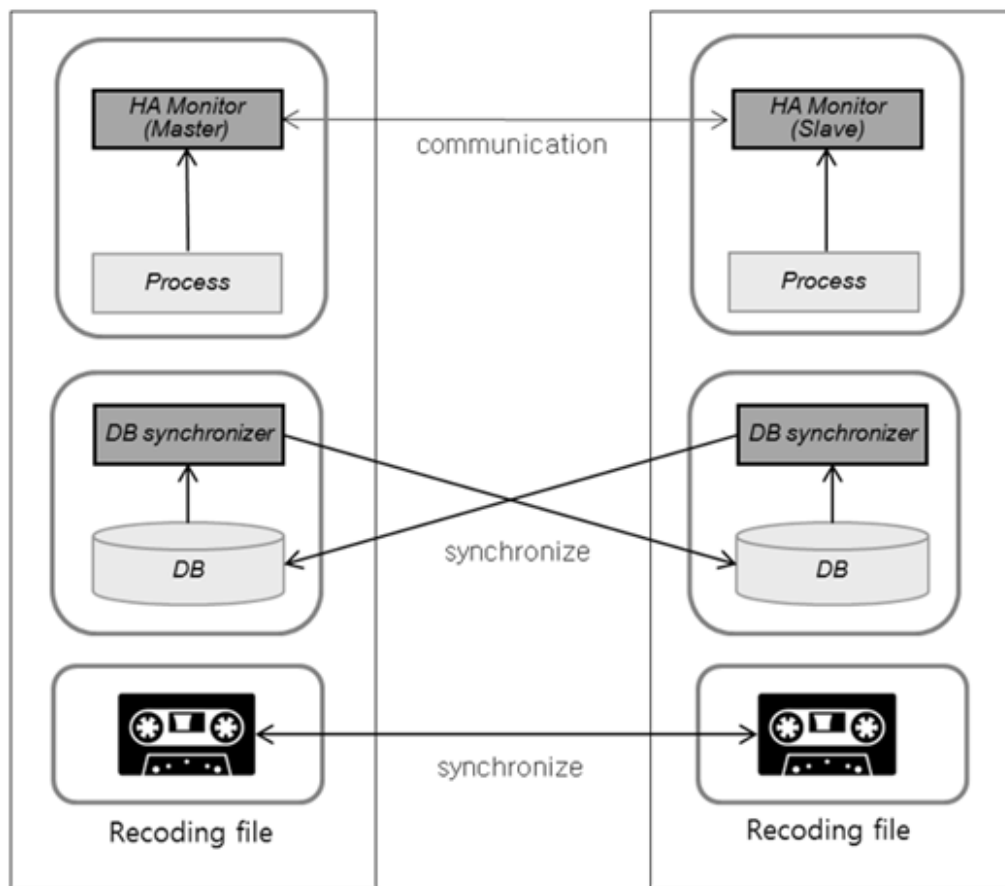 HA Monitor
(Master)
HA Monitor
(Slave)
communication
Process
Process
DB synchronizer
DB synchronizer
DB
synchronize
DB
synchronize
Recoding file
Recoding file